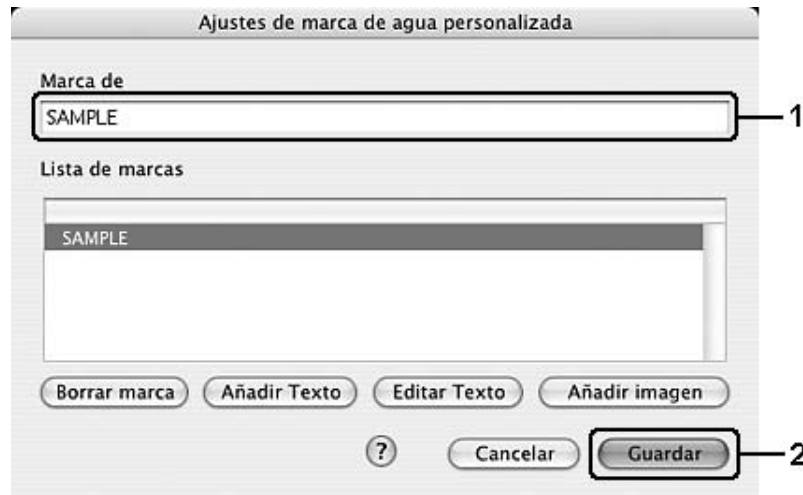 Ajustes de marca de agua personalizada
Marca de
SAMPLE
1
Lista de marcas
SAMPLE
Borrar marca Añadir Texto Editar Texto Añadir imagen
? Cancelar Guardar
2